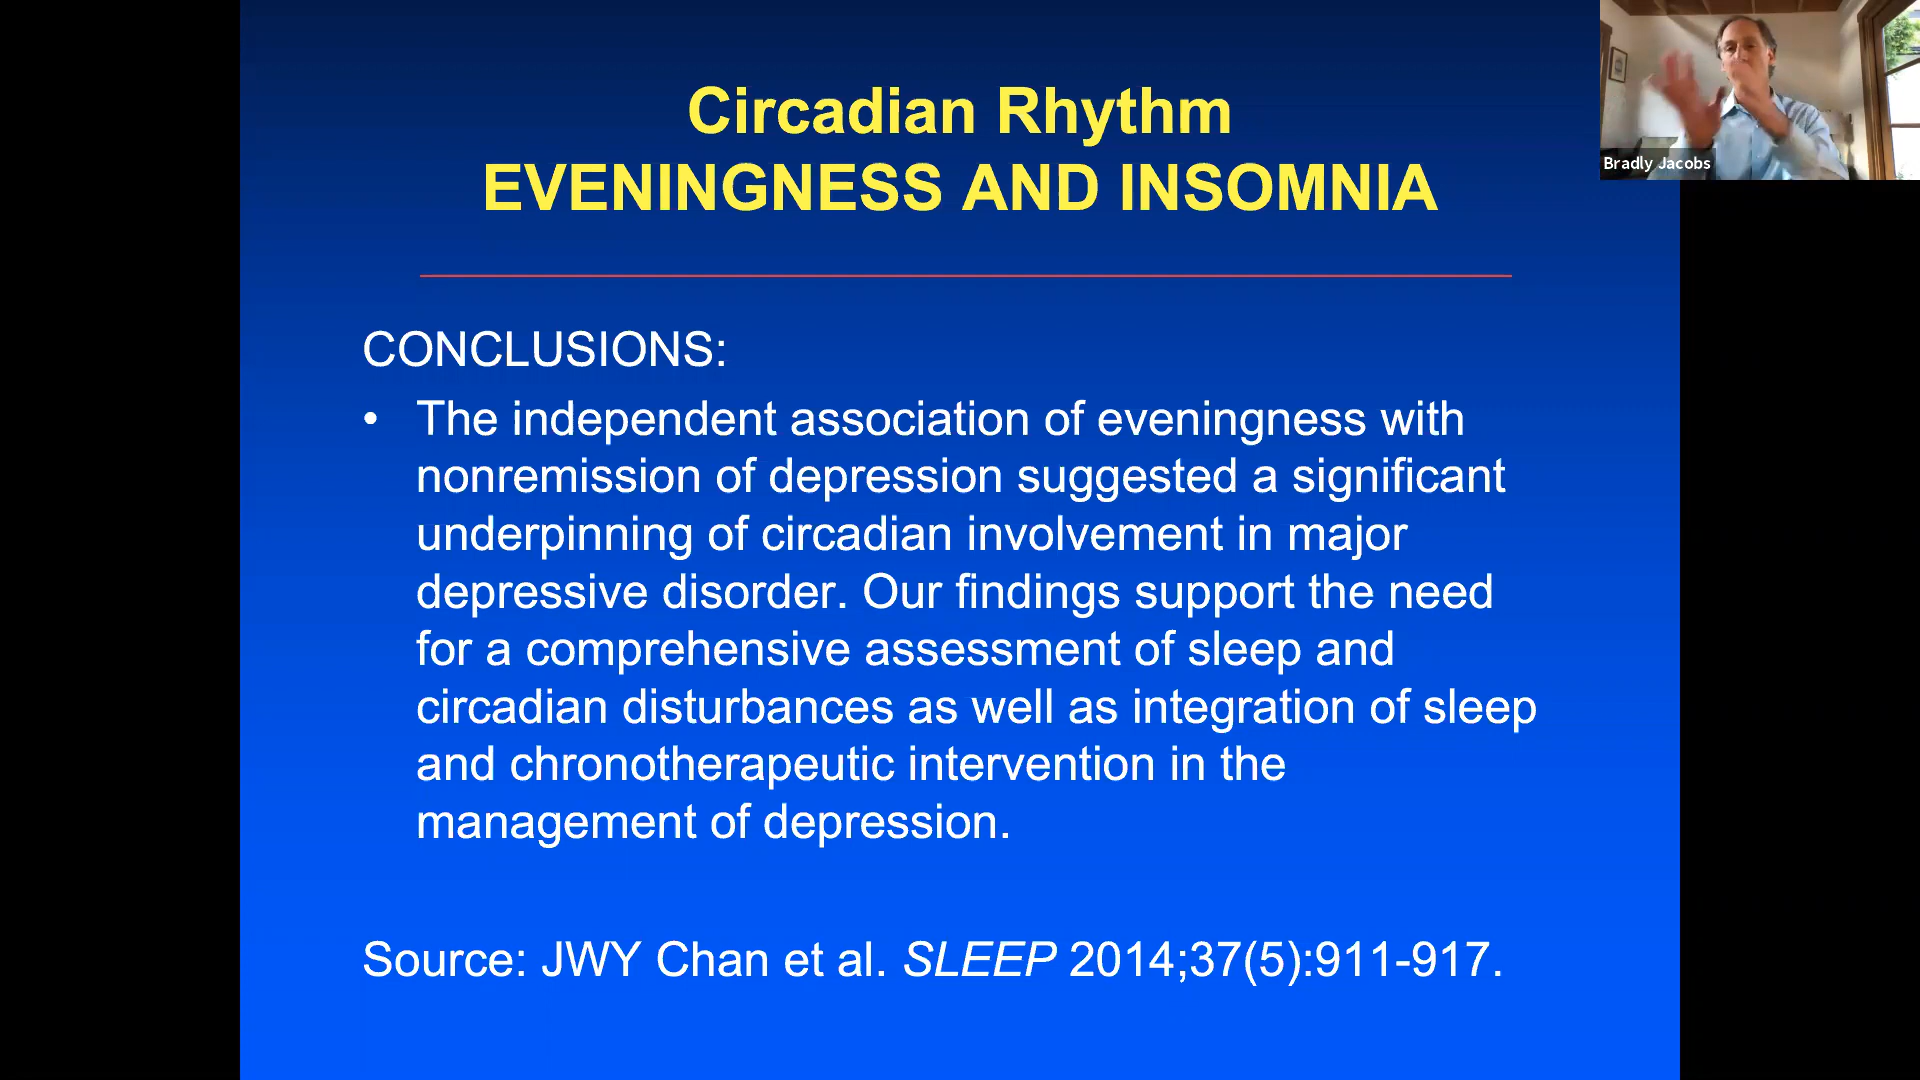 Circadian Rhythm
EVENINGNESS AND INSOMNIA
Bradly Jacobs
CONCLUSIONS:
• The independent association of eveningness with
nonremission of depression suggested a significant
underpinning of circadian involvement in major
depressive disorder. Our findings support the need
for a comprehensive assessment of sleep and
circadian disturbances as well as integration of sleep
and chronotherapeutic intervention in the
management of depression.
Source: JWY Chan et al. SLEEP 2014;37(5):911-917.